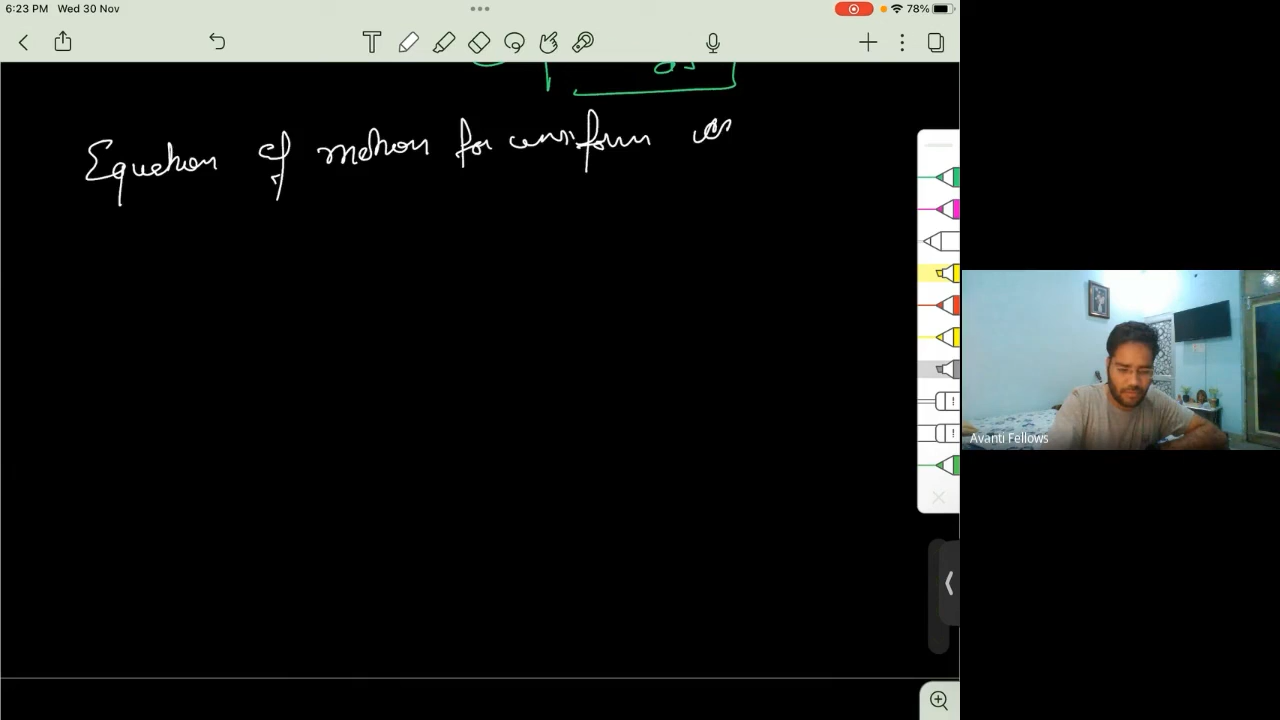 6:23 PM Wed 30 Nov
78%
Equation of motion for uniform
Avanti Fellows